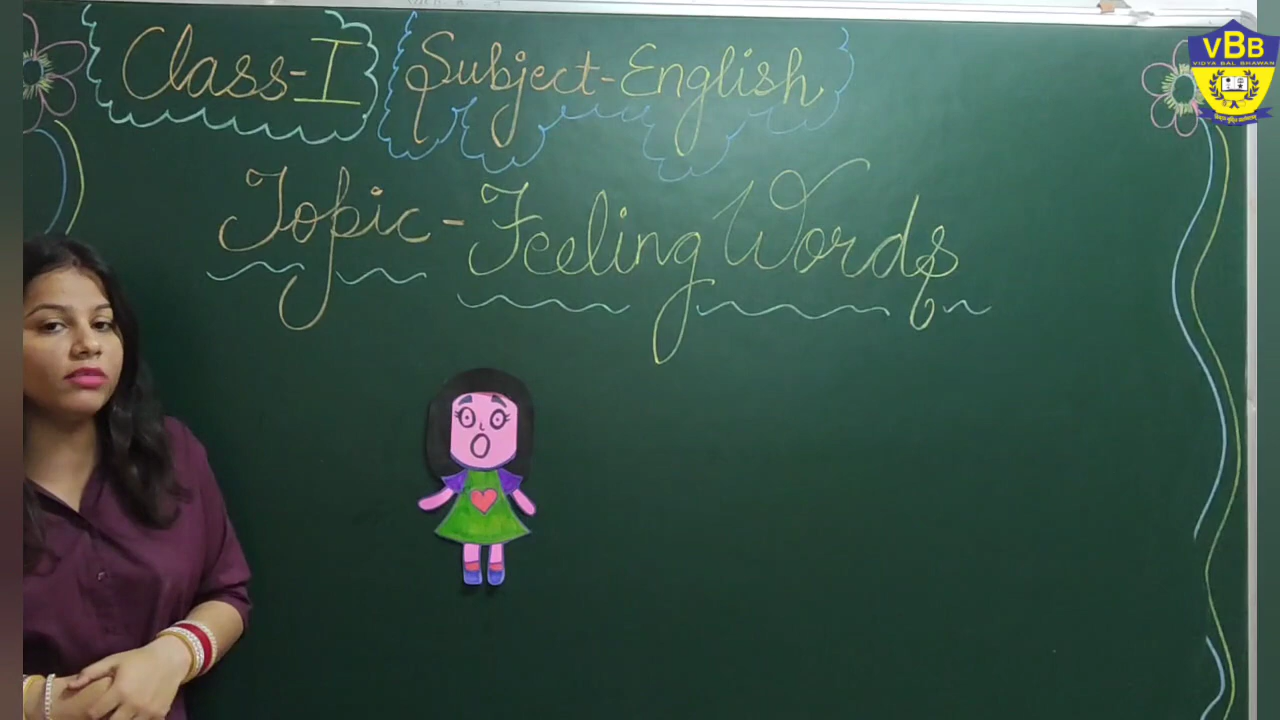 Class-I Subject-English
Topic-Feeling Words
VBB
VIDYA BAL BHAWAN